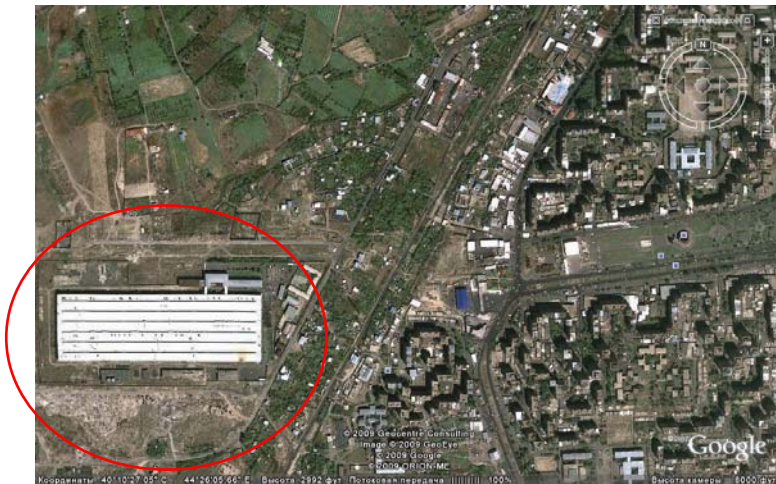 N
© 2009 Geocentre Consulting
Image © 2009 GeoEye
© 2009 Google
© 2009 ORION-ME
Google
Координаты 40°10'27.05" С 44°26'05.66" E Высота 2992 фут Потоковая передача ||||||||| 100% Высота камеры 8000 фут